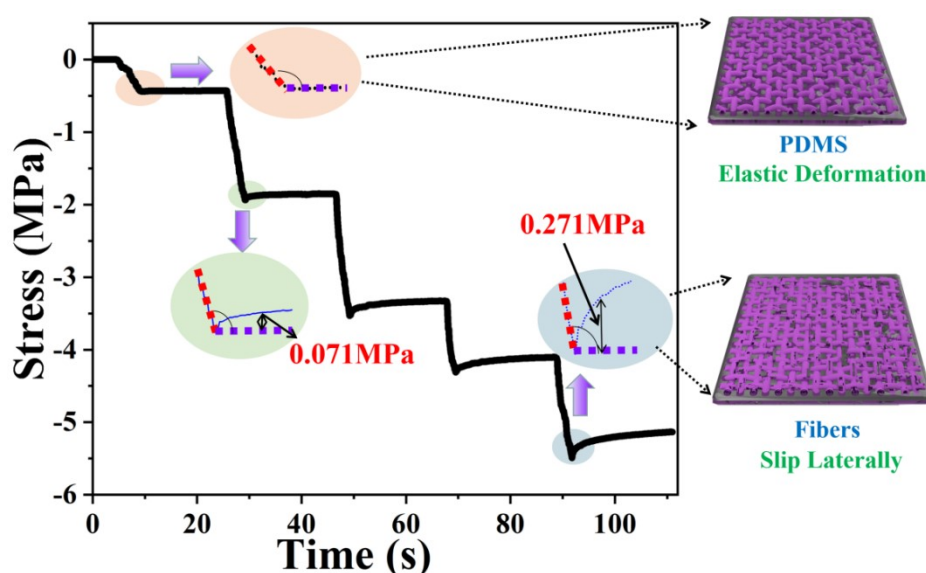 0
-1
-2
-3
-4
-5
-6
Stress (MPa)
0
20
40
60
80
100
Time (s)
0.071MPa
0.271MPa
PDMS
Elastic Deformation
Fibers
Slip Laterally